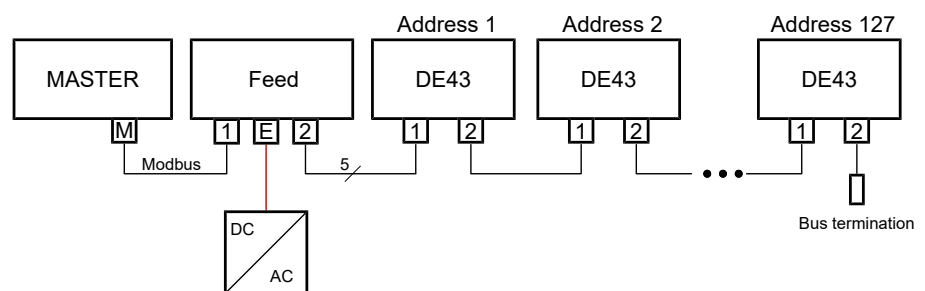 Address 1
Address 2
Address 127
MASTER
Feed
DE43
DE43
DE43
M
1
E
2
1
2
1
2
1
2
Modbus
5
Bus termination
DC
AC